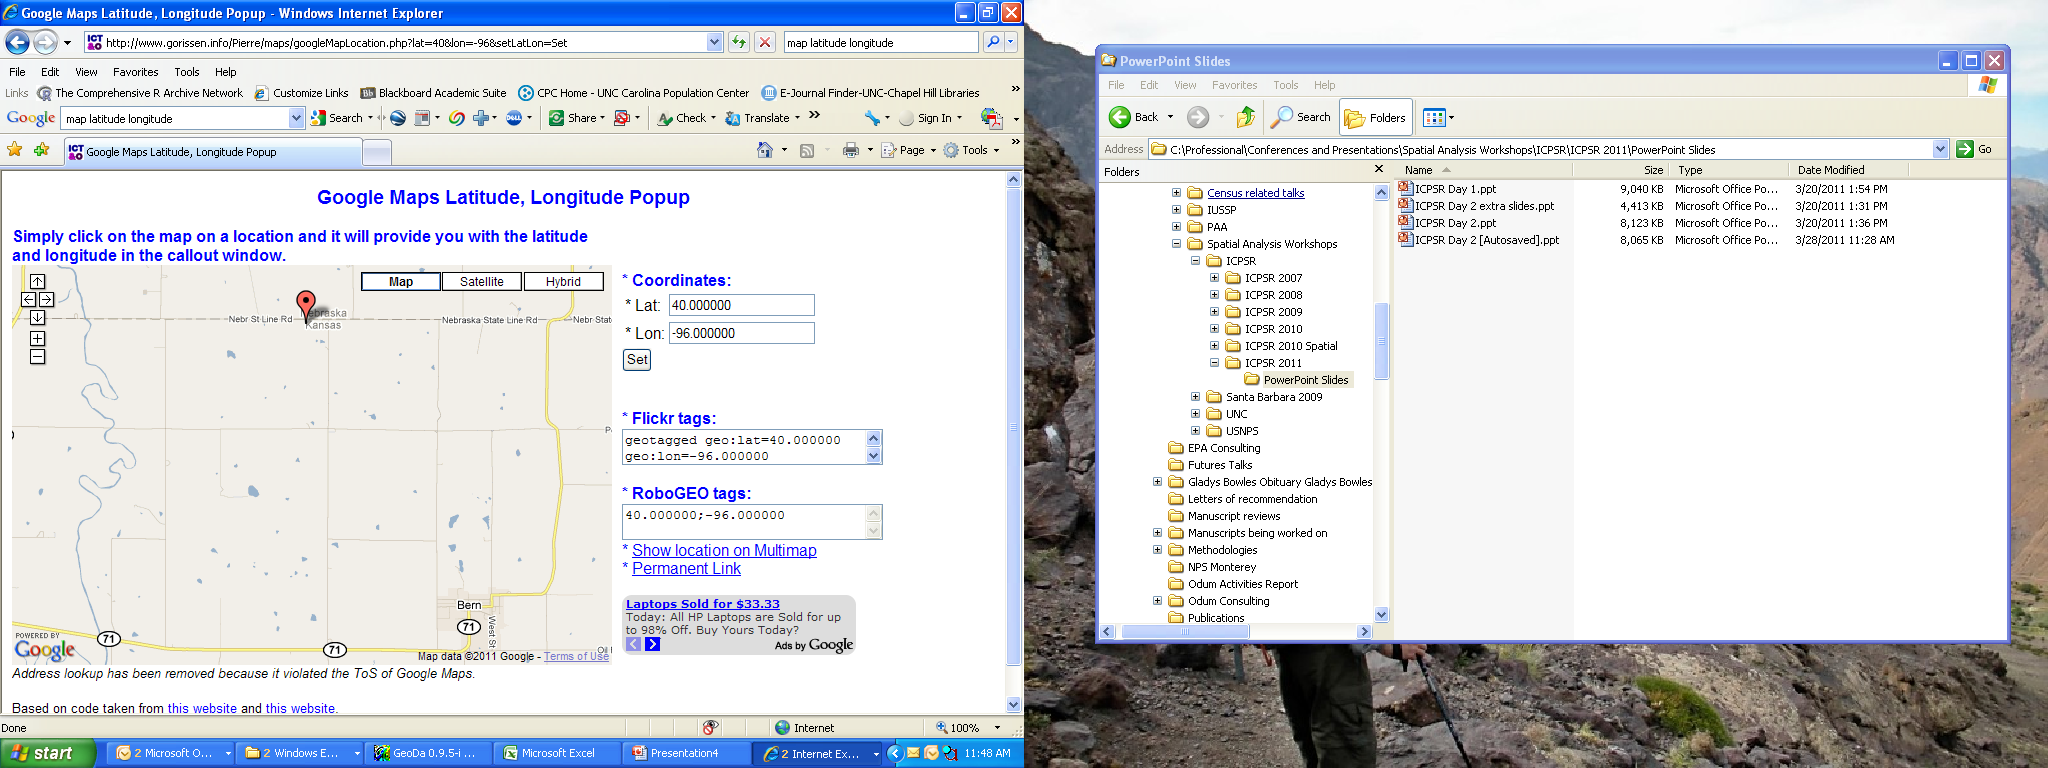 Google Maps Latitude, Longitude Popup - Windows Internet Explorer
http://www.gorissen.info/Pierre/maps/googleMapLocation.php?lat=40&lon=-96&setLatLon=Set
map latitude longitude
File Edit View Favorites Tools Help
Links The Comprehensive R Archive Network Customize Links Blackboard Academic Suite CPC Home - UNC Carolina Population Center E-Journal Finder-UNC-Chapel Hill Libraries
Google map latitude longitude Search Share Check Translate Sign In
Google Maps Latitude, Longitude Popup
Page Tools
Google Maps Latitude, Longitude Popup
Simply click on the map on a location and it will provide you with the latitude
and longitude in the callout window.
Map Satellite Hybrid
Nebr St Line Rd
Nebraska
Kansas
Nebraska State Line Rd
Nebr Stat
Bern
West St
71
71
71
POWERED BY
Google
Map data ©2011 Google - Terms of Use
* Coordinates:
* Lat: 40.000000
* Lon: -96.000000
Set
* Flickr tags:
geotagged geo:lat=40.000000
geo:lon=-96.000000
* RoboGEO tags:
40.000000;-96.000000
* Show location on Multimap
* Permanent Link
Laptops Sold for $33.33
Today: All HP Laptops are Sold for up
to 98% Off. Buy Yours Today?
Ads by Google
Address lookup has been removed because it violated the ToS of Google Maps.
Based on code taken from this website and this website.
Done Internet 100%
start 2 Microsoft O... 2 Windows E... GeoDa 0.9.5-i ... Microsoft Excel Presentation4 2 Internet Ex... 11:48 AM
PowerPoint Slides
File Edit View Favorites Tools Help
Back Search Folders
Address C:\Professional\Conferences and Presentations\Spatial Analysis Workshops\ICPSR\ICPSR 2011\PowerPoint Slides Go
Folders
Census related talks
IUSSP
PAA
Spatial Analysis Workshops
ICPSR
ICPSR 2007
ICPSR 2008
ICPSR 2009
ICPSR 2010
ICPSR 2010 Spatial
ICPSR 2011
PowerPoint Slides
Santa Barbara 2009
UNC
USNPS
EPA Consulting
Futures Talks
Gladys Bowles Obituary Gladys Bowles
Letters of recommendation
Manuscript reviews
Manuscripts being worked on
Methodologies
NPS Monterey
Odum Activities Report
Odum Consulting
Publications
Name Size Type Date Modified
ICPSR Day 1.ppt 9,040 KB Microsoft Office Po... 3/20/2011 1:54 PM
ICPSR Day 2 extra slides.ppt 4,413 KB Microsoft Office Po... 3/20/2011 1:31 PM
ICPSR Day 2.ppt 8,123 KB Microsoft Office Po... 3/20/2011 1:36 PM
ICPSR Day 2 [Autosaved].ppt 8,065 KB Microsoft Office Po... 3/28/2011 11:28 AM